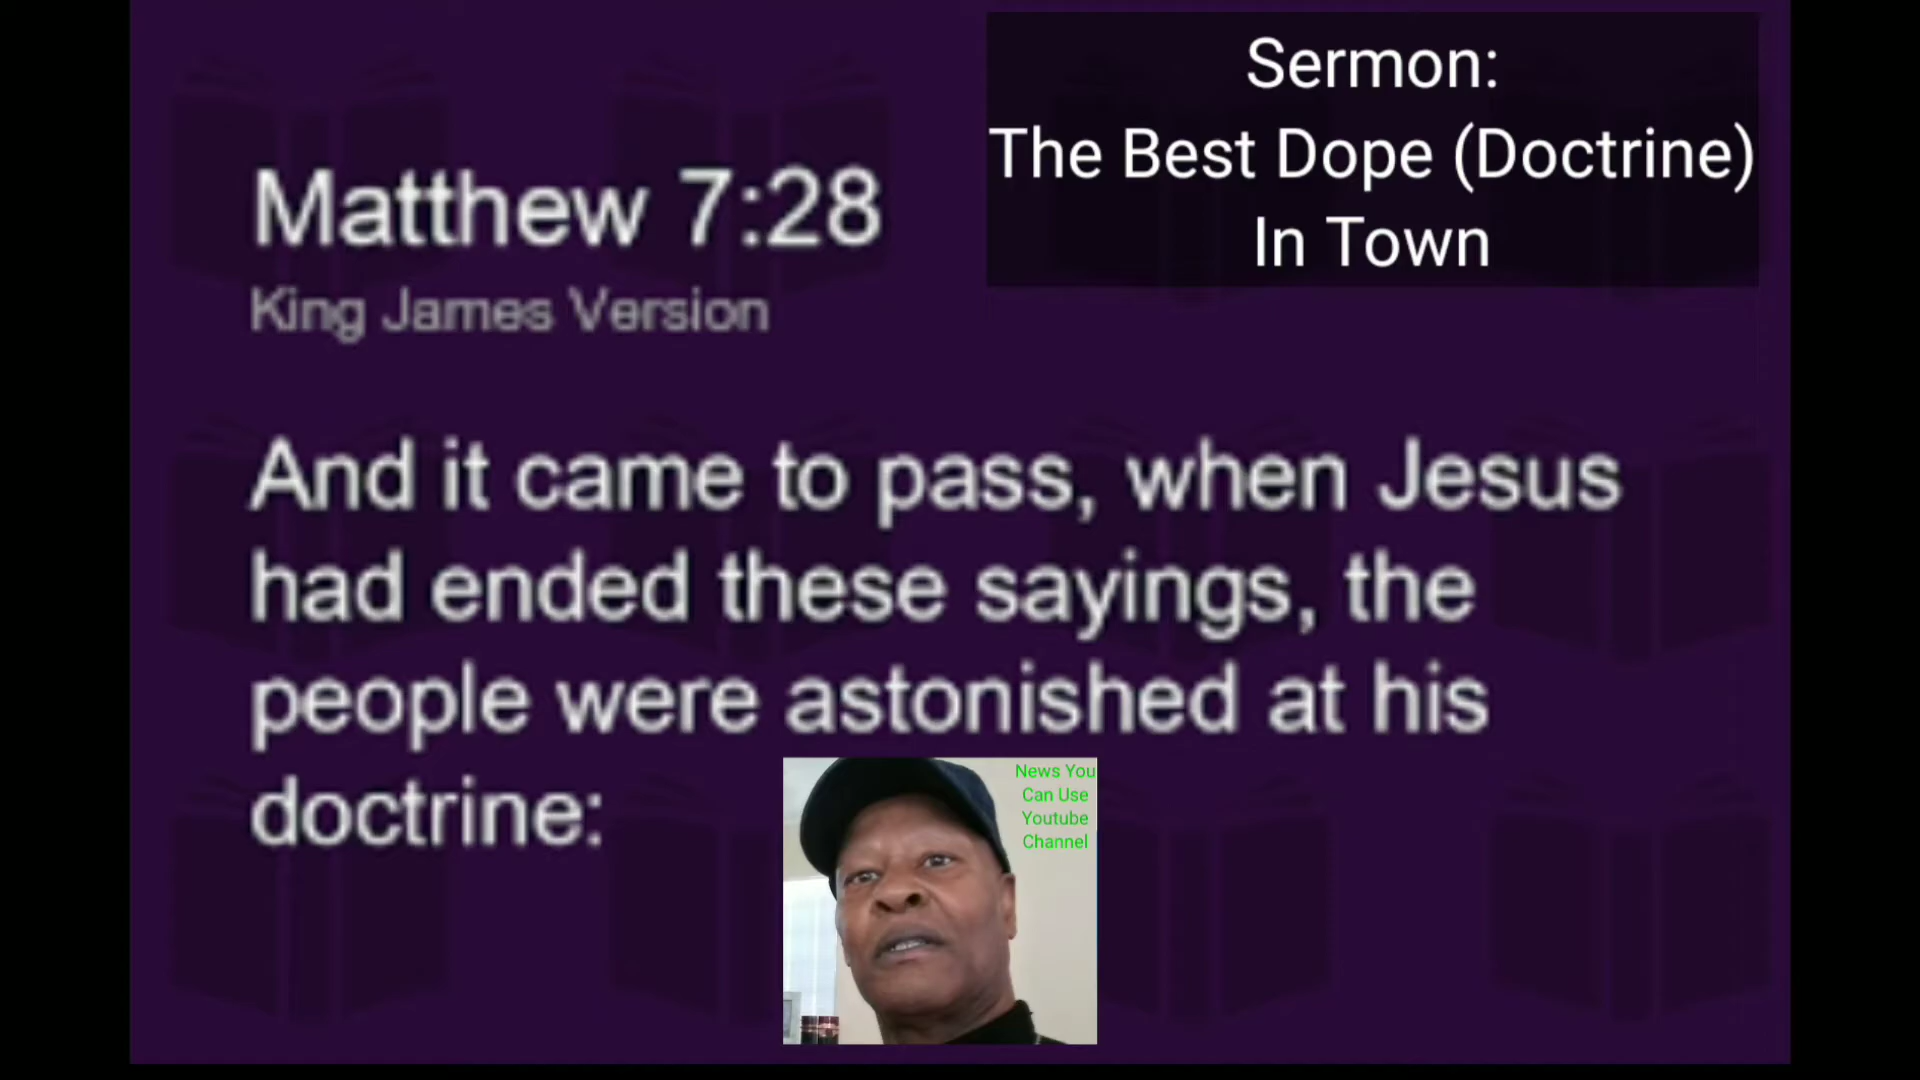 Sermon:
The Best Dope (Doctrine)
In Town
Matthew 7:28
King James Version
And it came to pass, when Jesus
had ended these sayings, the
people were astonished at his
doctrine:
News You
Can Use
Youtube
Channel